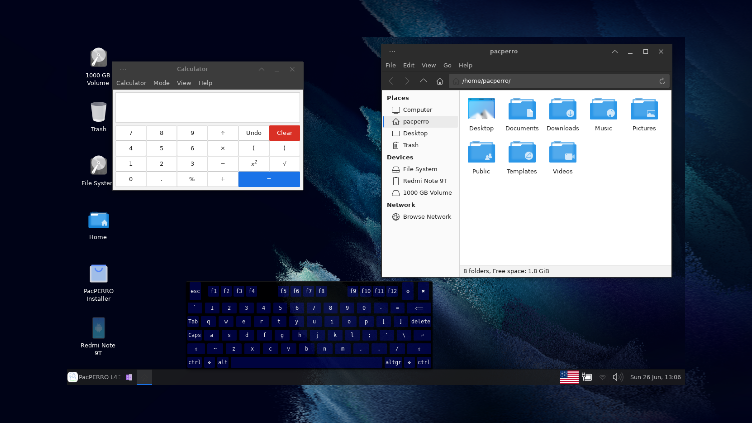 1000 GB
Volume
Trash
File System
Home
PacPERRO
Installer
Redmi Note
9T
Calculator
Calculator Mode View Help
7 8 9 ÷ Undo Clear
4 5 6 × ( )
1 2 3 − x² √
0 . % + =
pacperro
File Edit View Go Help
/home/pacperro/
Places
Computer
pacperro
Desktop
Trash
Devices
File System
Redmi Note 9T
1000 GB Volume
Network
Browse Network
Desktop Documents Downloads Music Pictures
Public Templates Videos
8 folders, Free space: 1.0 GiB
esc f1 f2 f3 f4 f5 f6 f7 f8 f9 f10 f11 f12
1 2 3 4 5 6 7 8 9 0 - =
Tab q w e r t y u i o p [ ] delete
Caps a s d f g h j k l ; ' \
z x c v b n m , . /
ctrl alt altgr ctrl
PacPERRO
Sun 26 Jun, 13:06